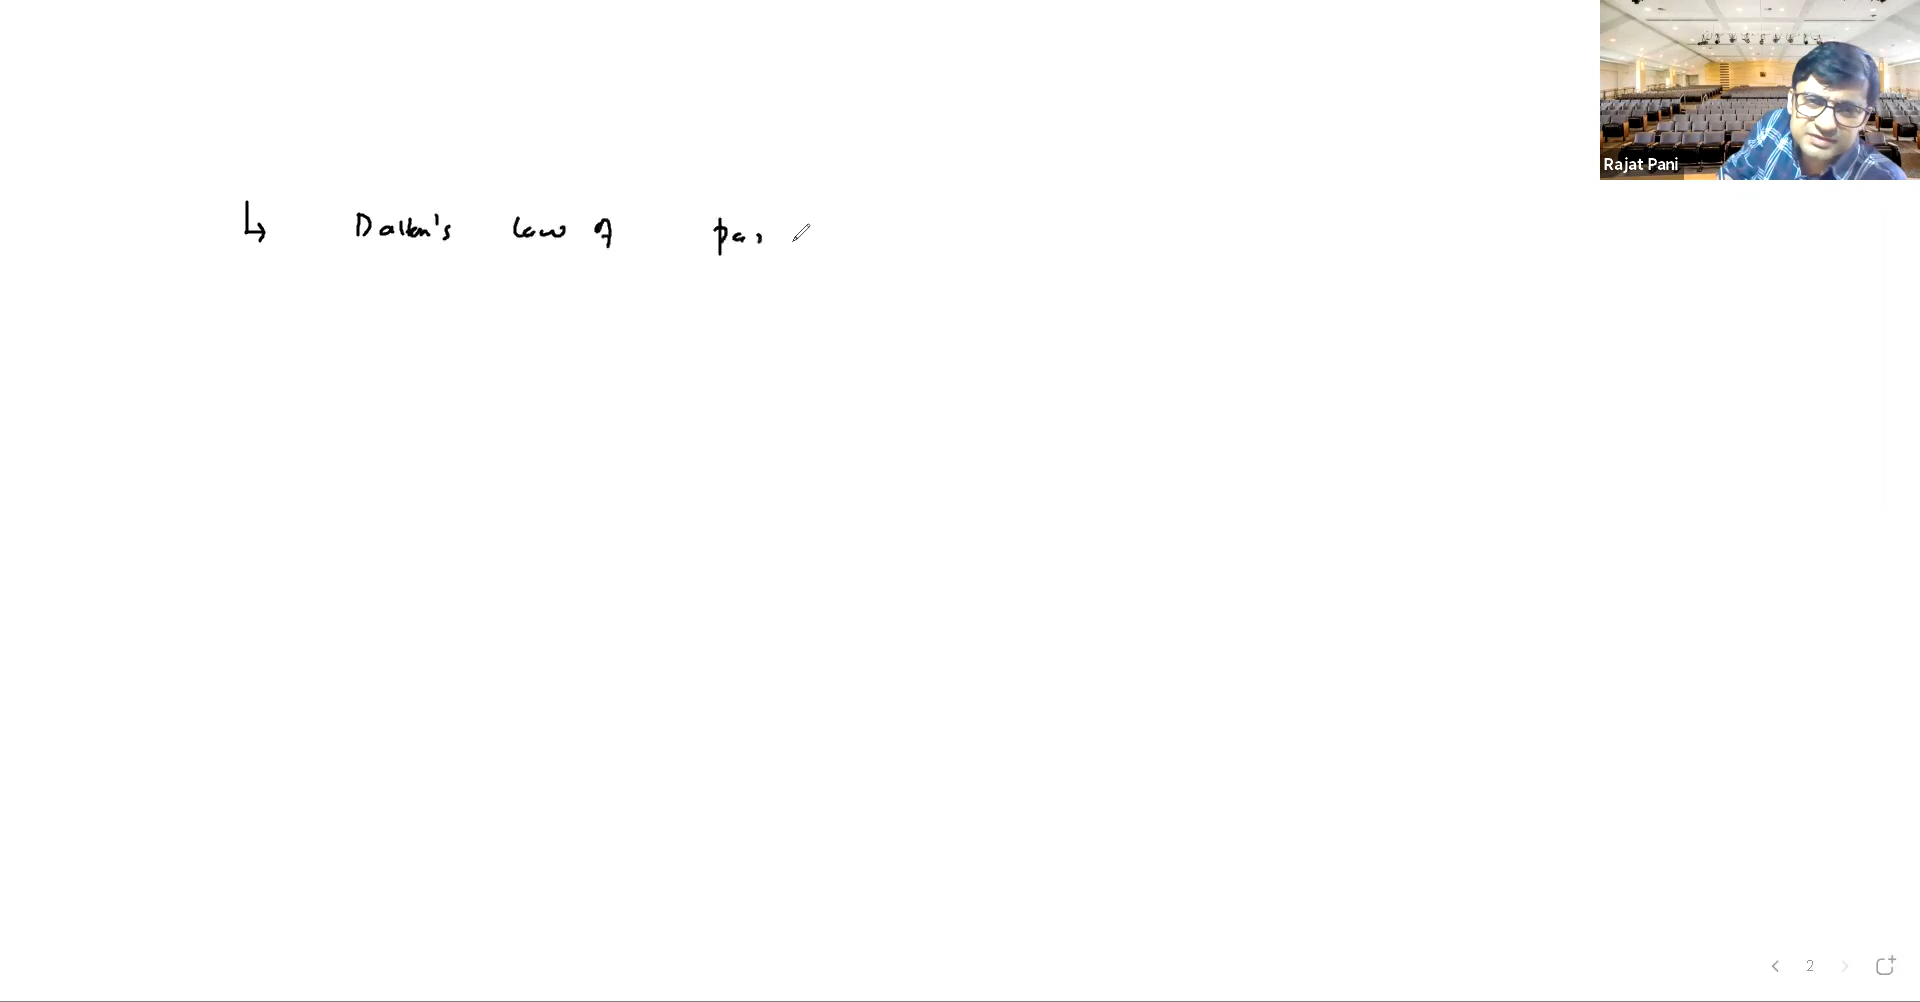 Rajat Pani
↳ Dalton's law of par
2